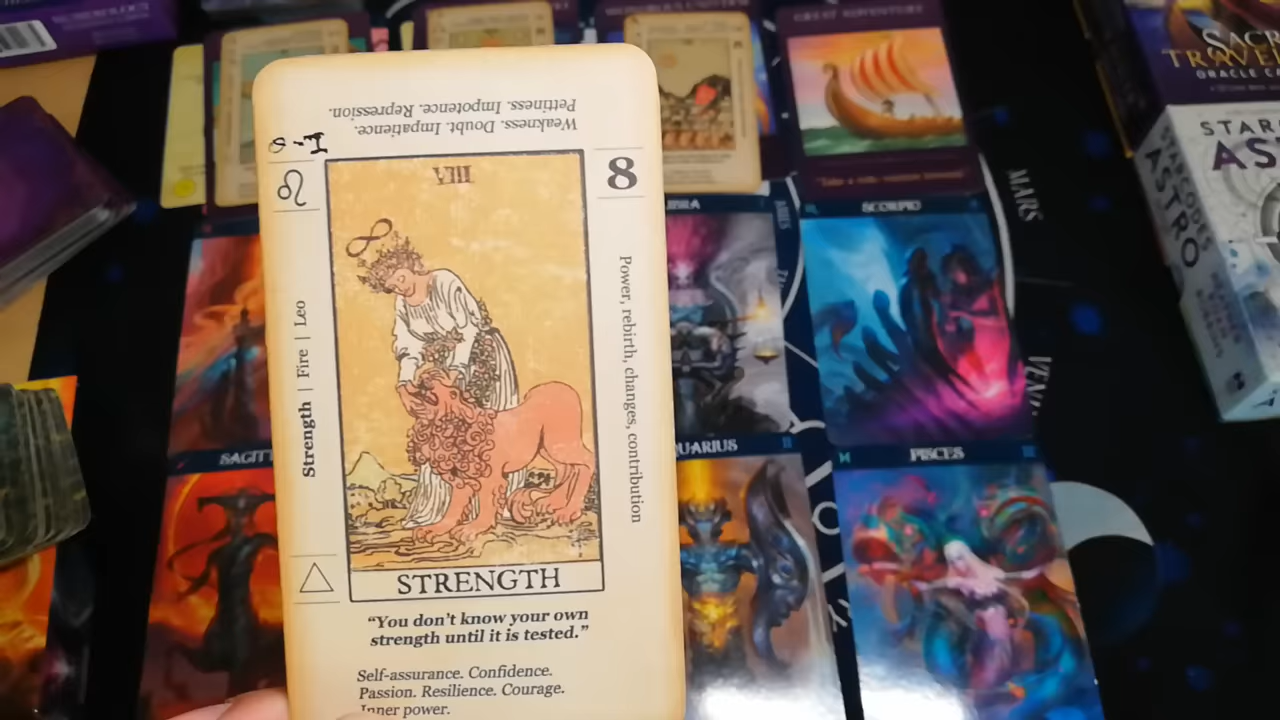 Weakness. Doubt. Impatience.
Pettiness. Impotence. Repression.
8
VIII
Strength | Fire | Leo
Power, rebirth, changes, contribution
STRENGTH
“You don’t know your own
strength until it is tested.”
Self-assurance. Confidence.
Passion. Resilience. Courage.
Inner power.
GREAT ADVENTURE
SCORPIO
PISCES
MARS
ORACLE
STARCODES
ASTRO